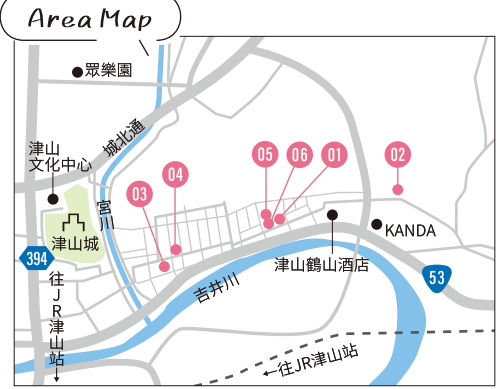 Area Map
眾樂園
城北通
津山
文化中心
宮川
05
06
01
02
04
03
津山城
KANDA
394
津山鶴山酒店
53
吉井川
往JR津山站↓
←往JR津山站